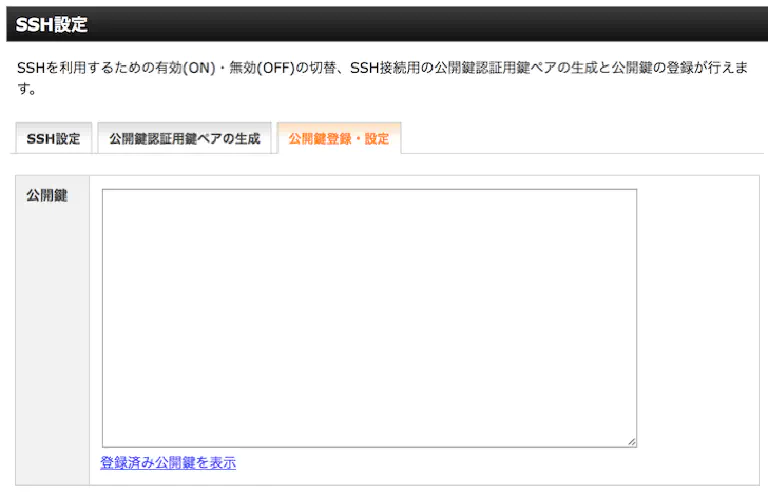 SSH設定
SSHを利用するための有効(ON)・無効(OFF)の切替、SSH接続用の公開鍵認証用鍵ペアの生成と公開鍵の登録が行えま
す。
SSH設定 公開鍵認証用鍵ペアの生成 公開鍵登録・設定
公開鍵
登録済み公開鍵を表示